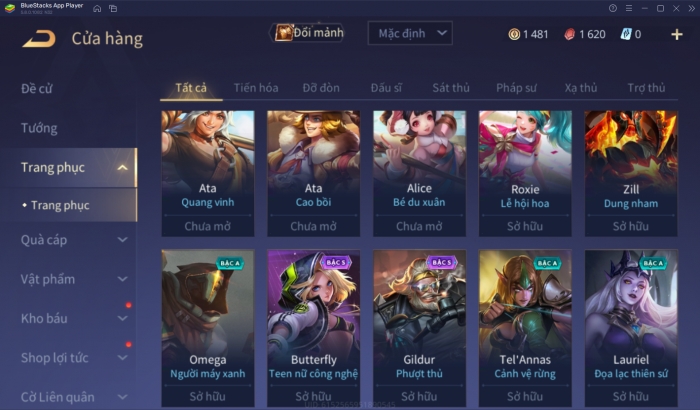 BlueStacks App Player
Cửa hàng
Đổi mảnh
Mặc định
1 481
1 620
0
Đề cử
Tướng
Trang phục
Trang phục
Quà cáp
Vật phẩm
Kho báu
Shop lợi tức
Cờ Liên quân
Tất cả
Tiến hóa
Đỡ đòn
Đấu sĩ
Sát thủ
Pháp sư
Xạ thủ
Trợ thủ
Ata
Quang vinh
Chưa mở
Ata
Cao bồi
Chưa mở
Alice
Bé du xuân
Chưa mở
Roxie
Lễ hội hoa
Sở hữu
Zill
Dung nham
Sở hữu
BẬC A
Omega
Người máy xanh
Sở hữu
BẬC S
Butterfly
Teen nữ công nghệ
Sở hữu
BẬC S
Gildur
Phượt thủ
Sở hữu
BẬC A
Tel'Annas
Cảnh vệ rừng
Sở hữu
BẬC A
Lauriel
Đọa lạc thiên sứ
Sở hữu